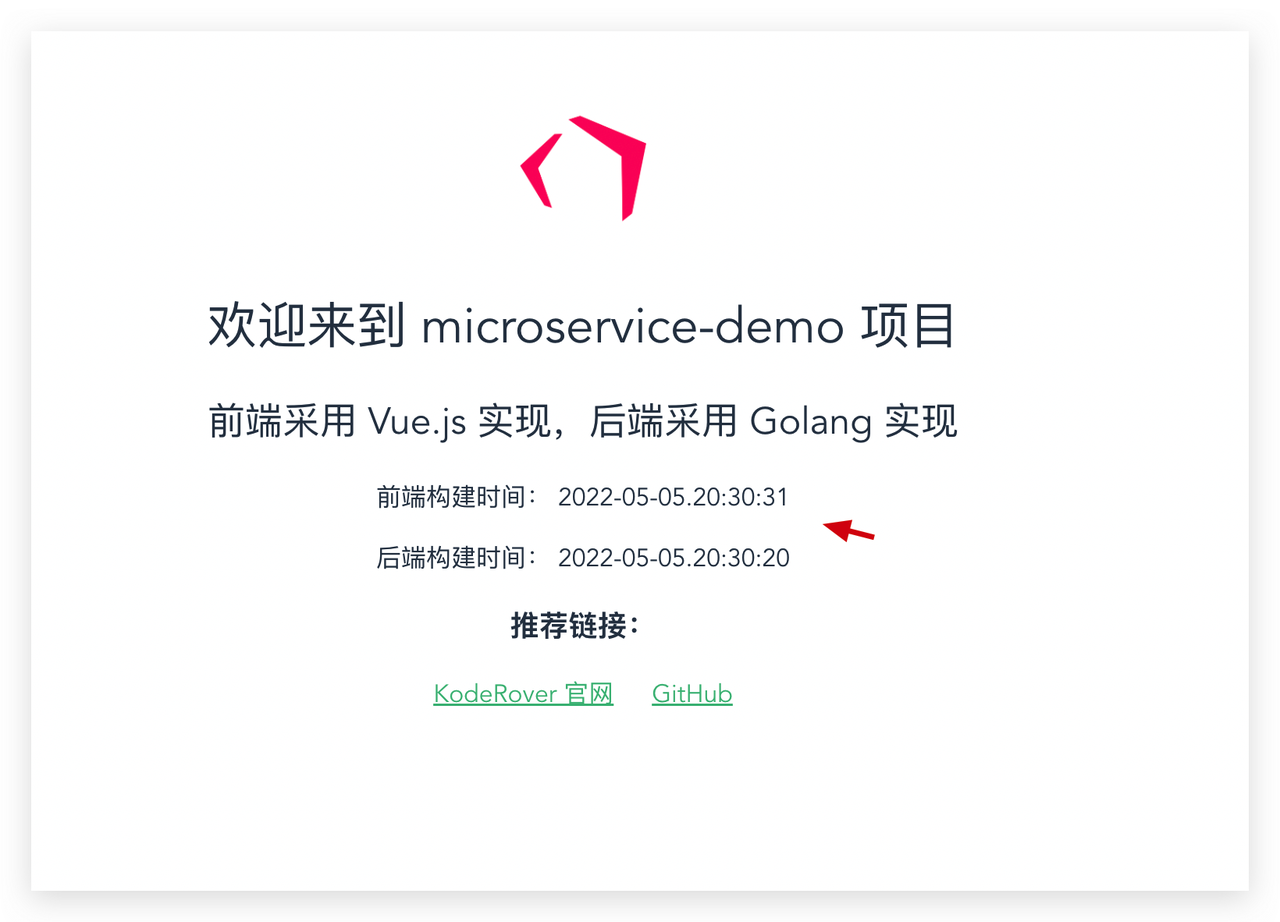 欢迎来到 microservice-demo 项目
前端采用 Vue.js 实现，后端采用 Golang 实现
前端构建时间： 2022-05-05.20:30:31
后端构建时间： 2022-05-05.20:30:20
推荐链接：
KodeRover 官网 GitHub